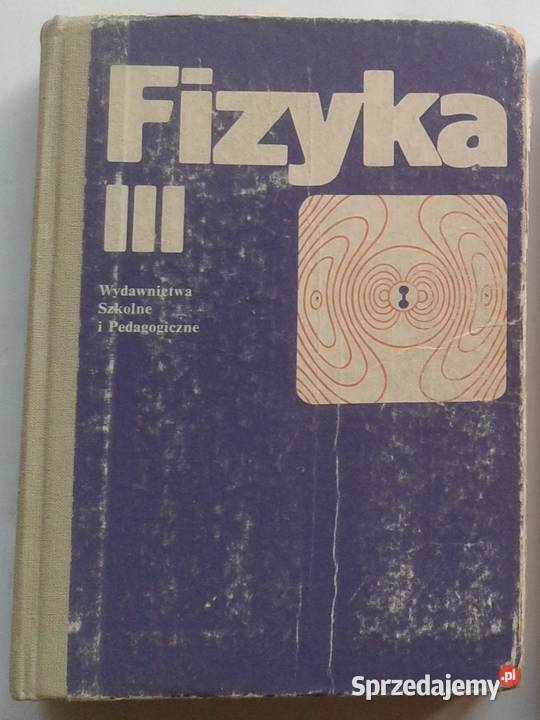 Fizyka
III
Wydawnictwa
Szkolne
i Pedagogiczne
Sprzedajemy.pl